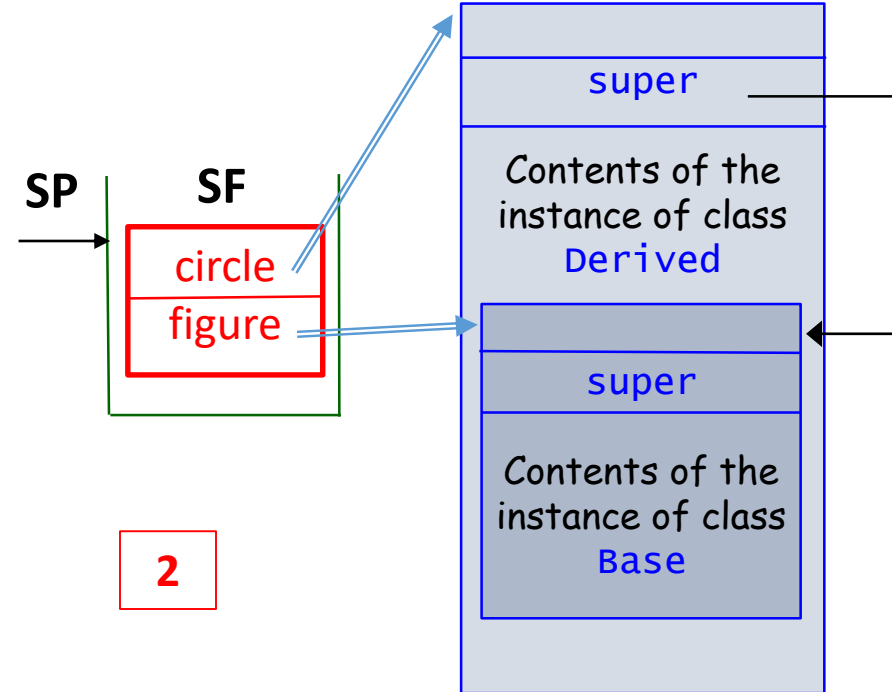 SP
SF
circle
figure
2
super
Contents of the
instance of class
Derived
super
Contents of the
instance of class
Base